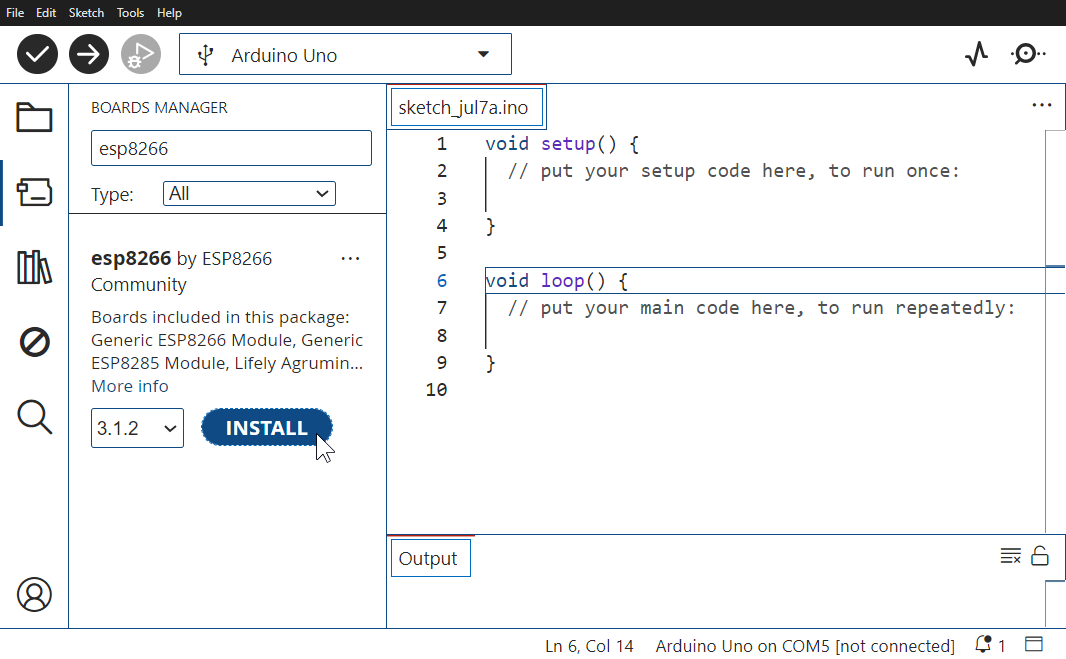 File Edit Sketch Tools Help
Arduino Uno
BOARDS MANAGER
esp8266
Type: All
esp8266 by ESP8266
Community
Boards included in this package:
Generic ESP8266 Module, Generic
ESP8285 Module, Lifely Agrumin...
More info
3.1.2 INSTALL
sketch_jul7a.ino
1 void setup() {
2 // put your setup code here, to run once:
3
4 }
5
6 void loop() {
7 // put your main code here, to run repeatedly:
8
9 }
10
Output
Ln 6, Col 14 Arduino Uno on COM5 [not connected] 1